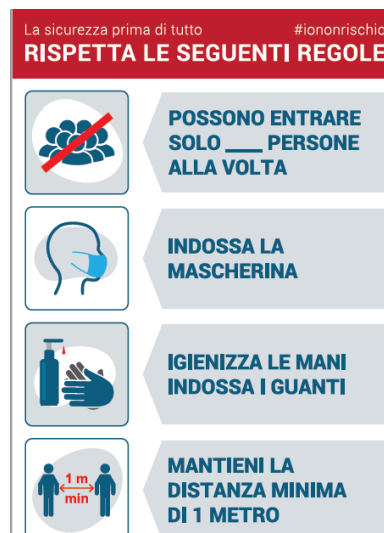 La sicurezza prima di tutto #iononrischio
RISPETTA LE SEGUENTI REGOLE
POSSONO ENTRARE
SOLO ___ PERSONE
ALLA VOLTA
INDOSSA LA
MASCHERINA
IGIENIZZA LE MANI
INDOSSA I GUANTI
1 m
min
MANTIENI LA
DISTANZA MINIMA
DI 1 METRO